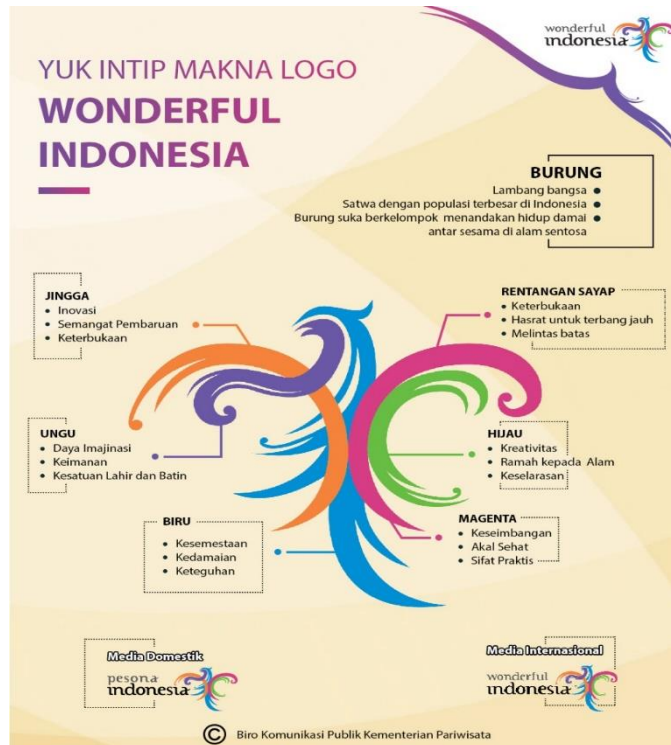 wonderful
indonesia
YUK INTIP MAKNA LOGO
WONDERFUL
INDONESIA
BURUNG
Lambang bangsa •
Satwa dengan populasi terbesar di Indonesia •
Burung suka berkelompok menandakan hidup damai •
antar sesama di alam sentosa
JINGGA
• Inovasi
• Semangat Pembaruan
• Keterbukaan
RENTANGAN SAYAP
• Keterbukaan
• Hasrat untuk terbang jauh
• Melintas batas
UNGU
• Daya Imajinasi
• Keimanan
• Kesatuan Lahir dan Batin
HIJAU
• Kreativitas
• Ramah kepada Alam
• Keselarasan
BIRU
• Kesemestaan
• Kedamaian
• Keteguhan
MAGENTA
• Keseimbangan
• Akal Sehat
• Sifat Praktis
Media Domestik
pesona
indonesia
Media Internasional
wonderful
indonesia
© Biro Komunikasi Publik Kementerian Pariwisata